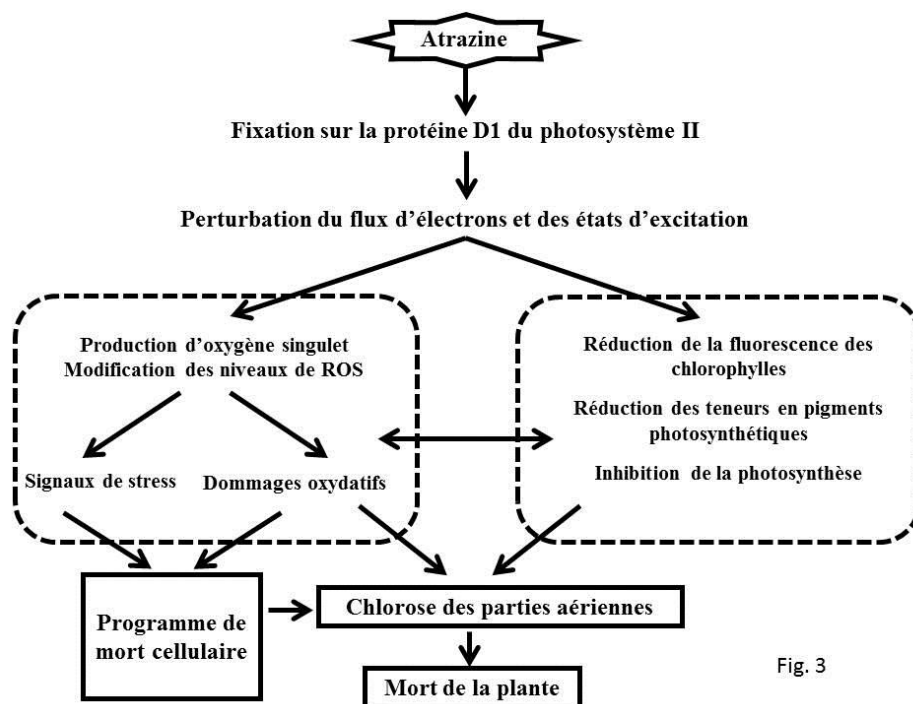 Atrazine
Fixation sur la protéine D1 du photosystème II
Perturbation du flux d'électrons et des états d'excitation
Production d'oxygène singulet
Modification des niveaux de ROS
Signaux de stress
Dommages oxydatifs
Réduction de la fluorescence des
chlorophylles
Réduction des teneurs en pigments
photosynthétiques
Inhibition de la photosynthèse
Programme de
mort cellulaire
Chlorose des parties aériennes
Mort de la plante
Fig. 3